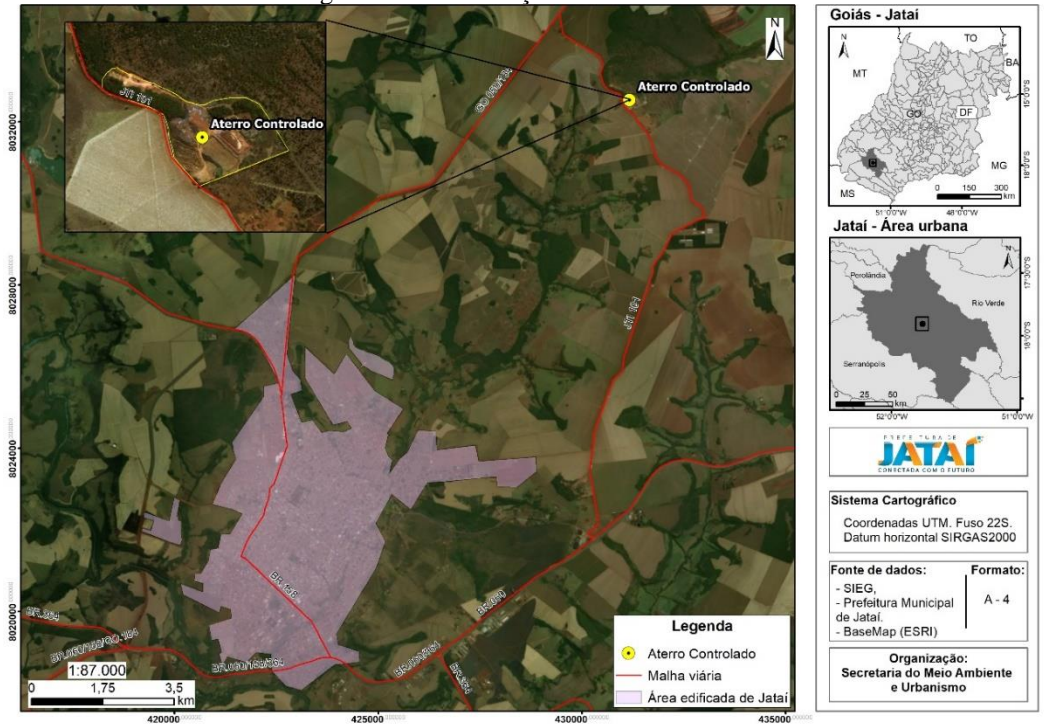 N
Aterro Controlado
JTI 101
Aterro Controlado
JTI 101
BR.158
BR.060
BR.364
BR.364
8032000
8028000
8024000
8020000
420000
425000
430000
435000
1:87.000
0 1,75 3,5
km
Legenda
Aterro Controlado
Malha viária
Área edificada de Jataí
Goiás - Jataí
N
TO
MT
BA
GO
DF
MG
MS
15°0'0"S
18°0'0"S
0 150 300
km
51°0'0"W 48°0'0"W
Jataí - Área urbana
N
Perolândia
Rio Verde
Serranópolis
17°30'0"S
18°0'0"S
0 25 50
km
52°0'0"W 51°0'0"W
PREFEITURA DE
JATAÍ
CONECTADA COM O FUTURO
Sistema Cartográfico
Coordenadas UTM. Fuso 22S.
Datum horizontal SIRGAS2000
Fonte de dados:
- SIEG,
- Prefeitura Municipal
de Jataí.
- BaseMap (ESRI)
Formato:
A - 4
Organização:
Secretaria do Meio Ambiente
e Urbanismo